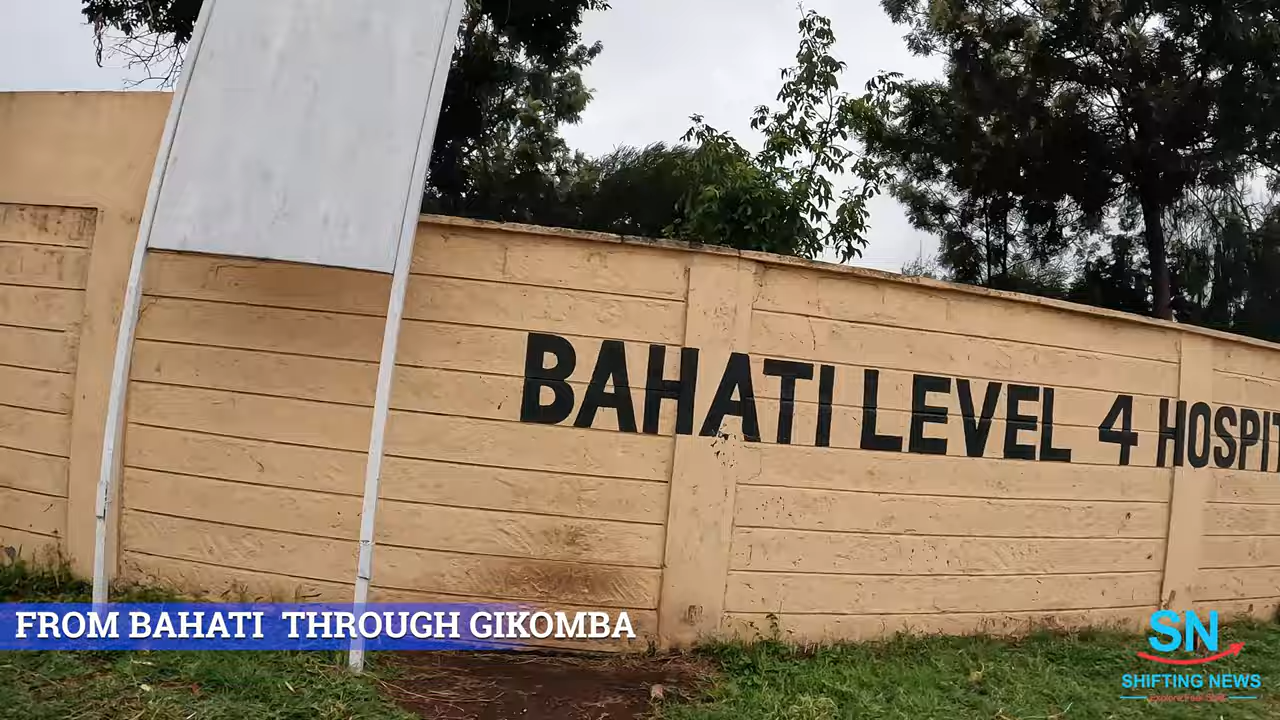 BAHATI LEVEL 4 HOSPIT
FROM BAHATI THROUGH GIKOMBA
SN
SHIFTING NEWS